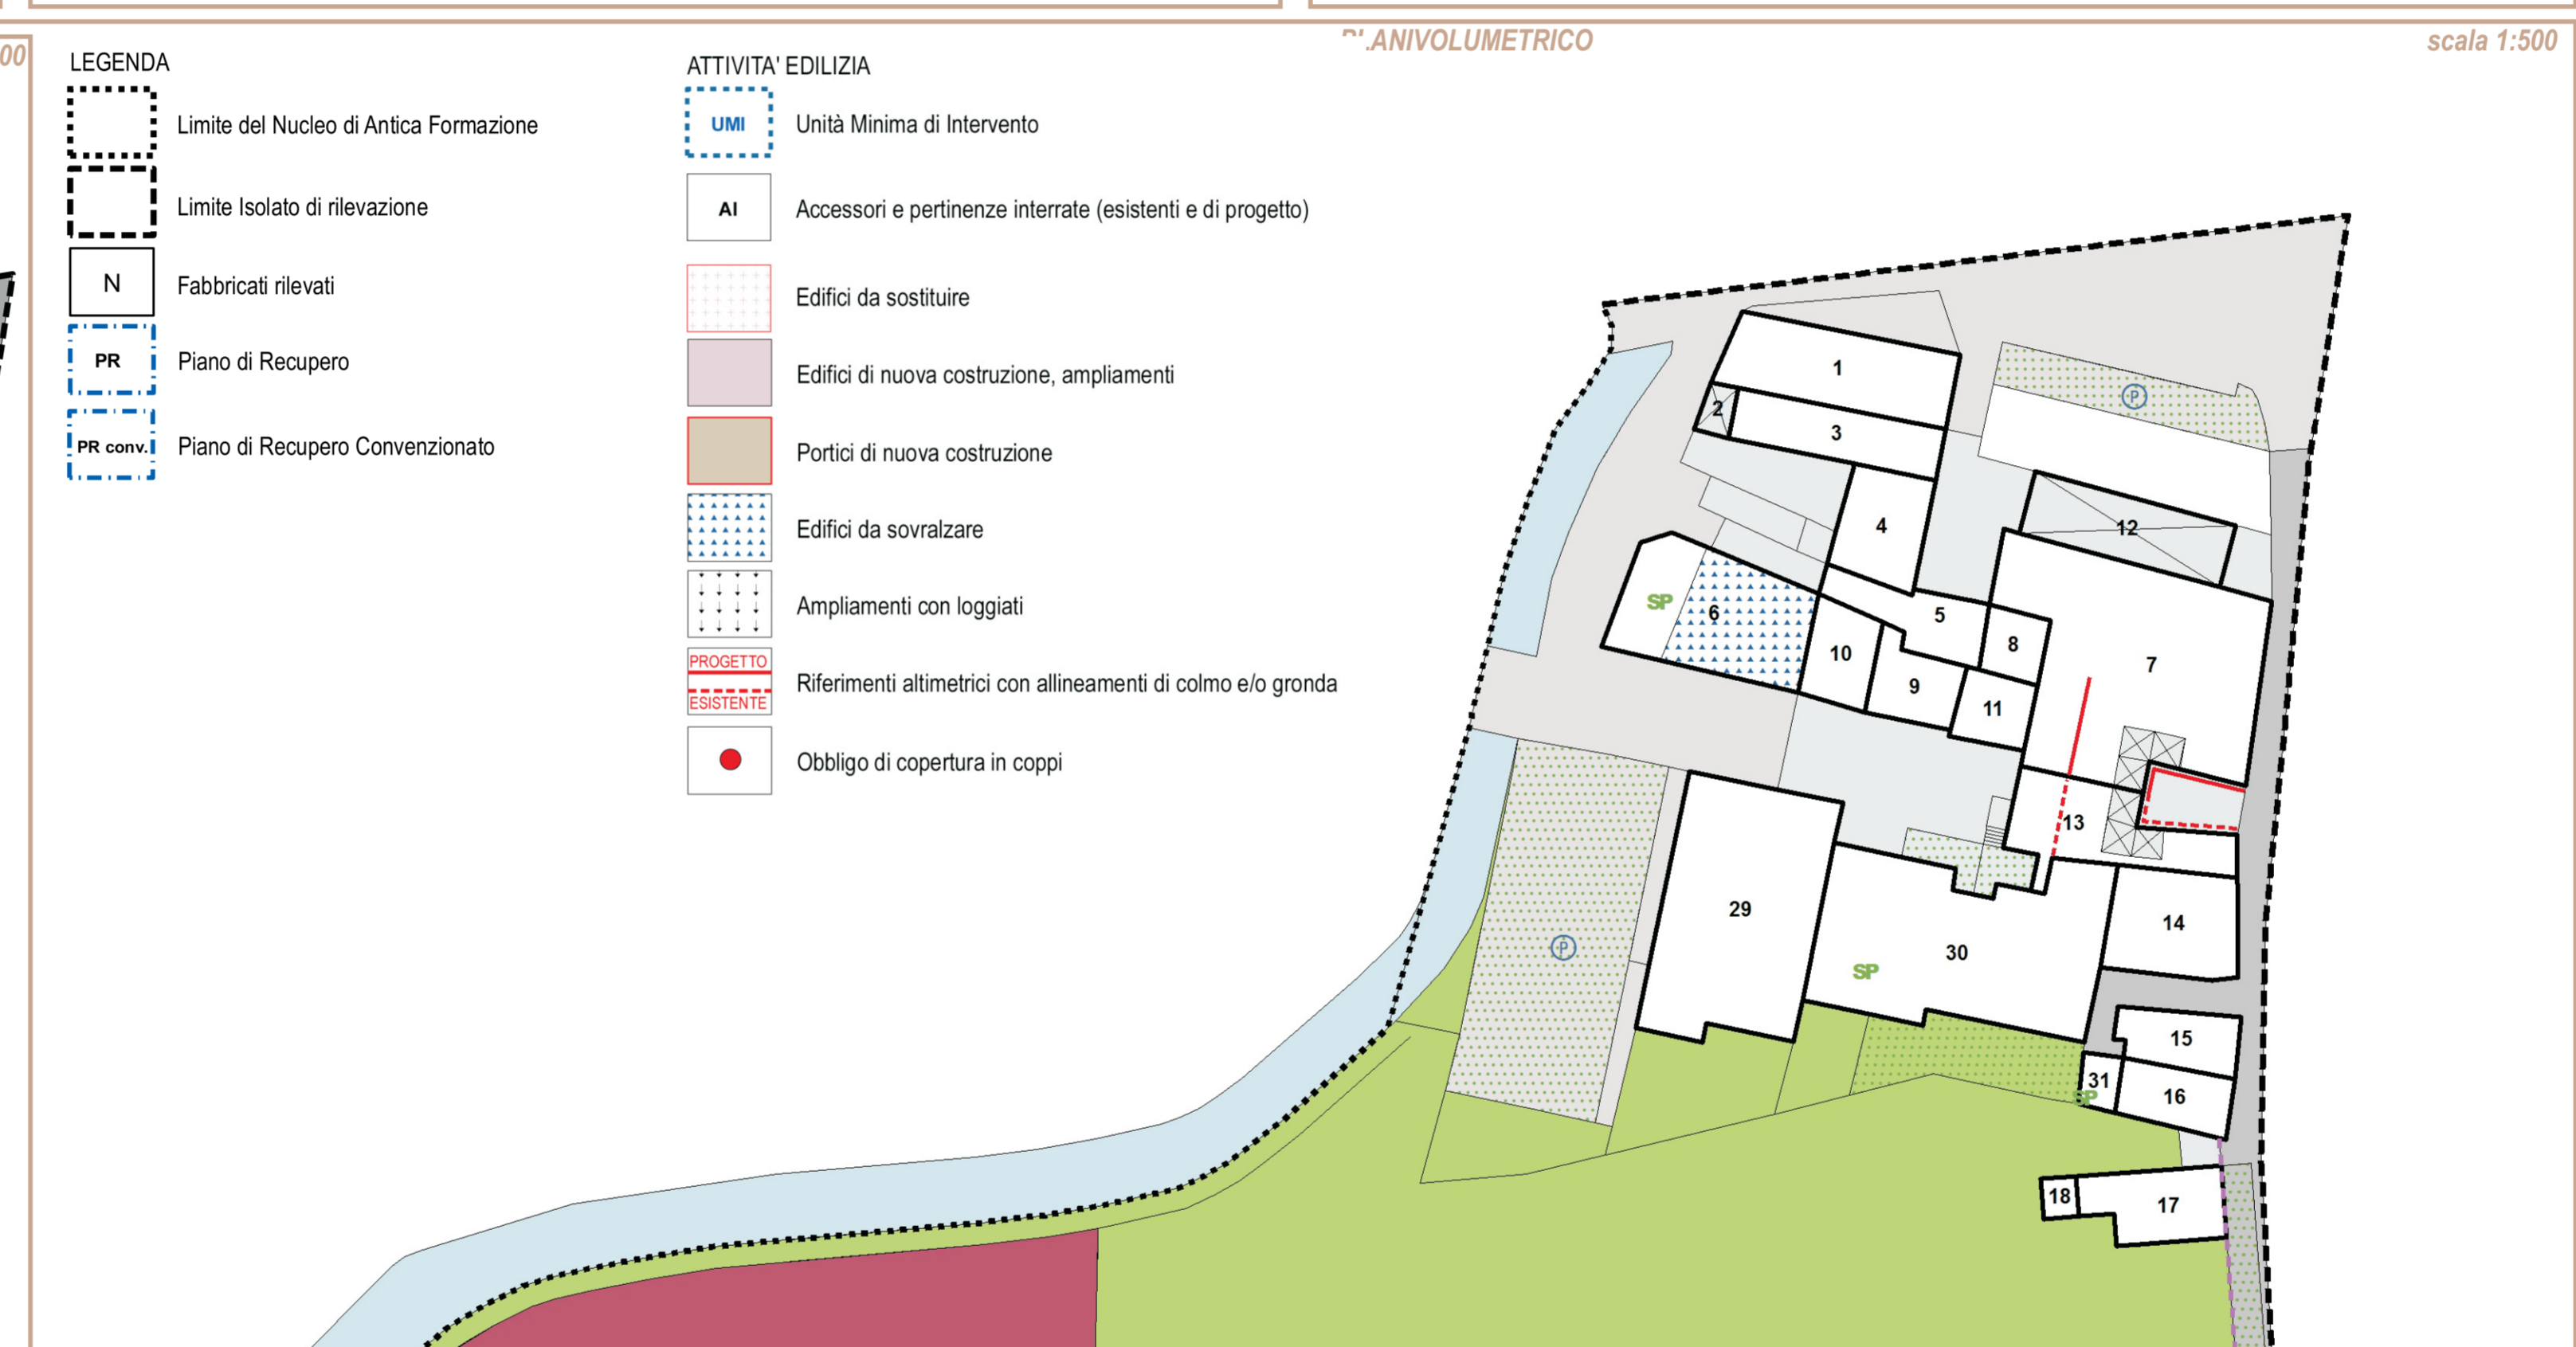 00
PLANIVOLUMETRICO
scala 1:500
LEGENDA
Limite del Nucleo di Antica Formazione
Limite Isolato di rilevazione
N
Fabbricati rilevati
PR
Piano di Recupero
PR conv.
Piano di Recupero Convenzionato
ATTIVITA' EDILIZIA
UMI
Unità Minima di Intervento
AI
Accessori e pertinenze interrate (esistenti e di progetto)
Edifici da sostituire
Edifici di nuova costruzione, ampliamenti
Portici di nuova costruzione
Edifici da sovralzare
Ampliamenti con loggiati
PROGETTO
ESISTENTE
Riferimenti altimetrici con allineamenti di colmo e/o gronda
Obbligo di copertura in coppi
1
P
2
3
4
12
SP
6
5
8
10
9
7
11
13
29
14
P
SP
30
15
31
SP
16
18
17